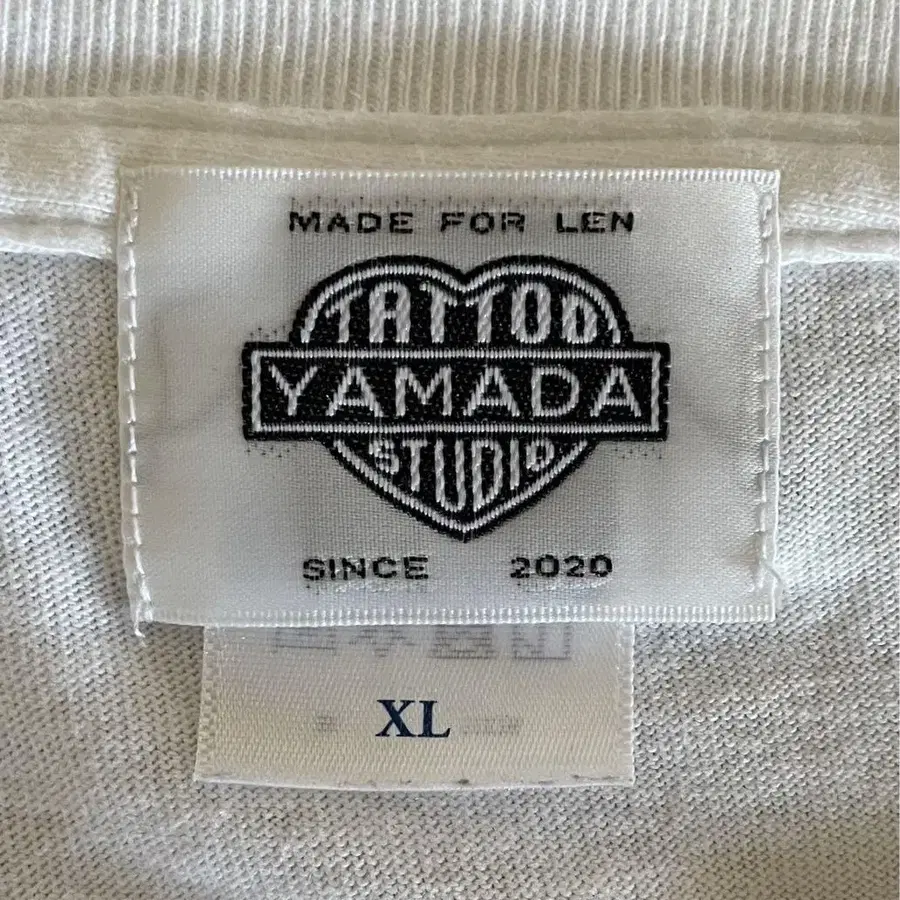 MADE FOR LEN
TATTOO
YAMADA
STUDIO
SINCE 2020
XL